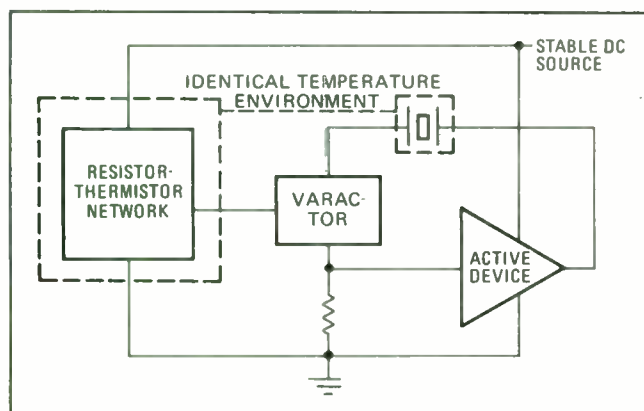 STABLE DC
SOURCE
IDENTICAL TEMPERATURE
ENVIRONMENT
RESISTOR-
THERMISTOR
NETWORK
VARAC-
TOR
ACTIVE
DEVICE